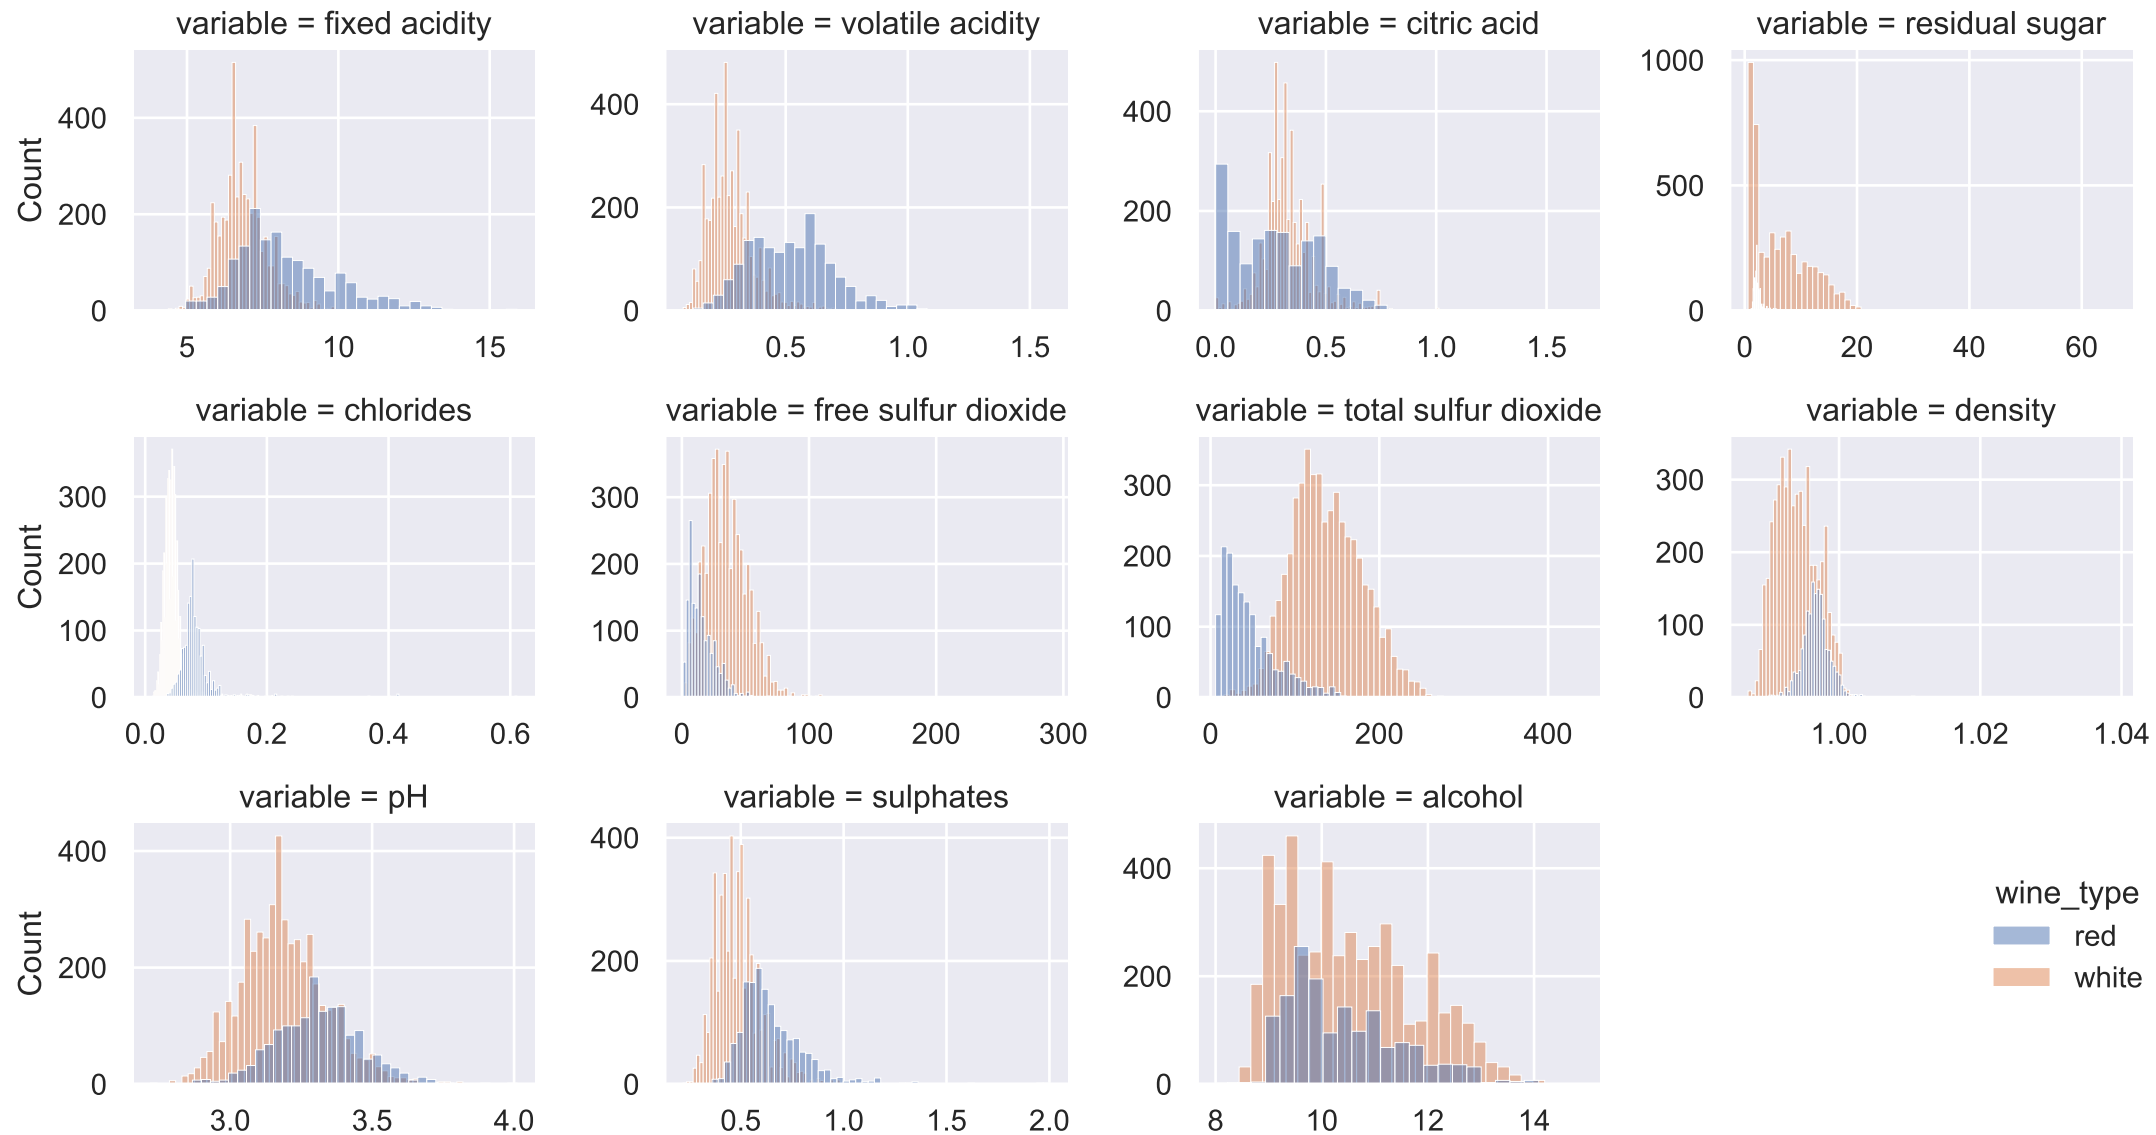 variable = fixed acidity
variable = volatile acidity
variable = citric acid
variable = residual sugar
Count
400
200
0
5 10 15
400
200
0
0.5 1.0 1.5
400
200
0
0.0 0.5 1.0 1.5
1000
500
0
0 20 40 60
variable = chlorides
variable = free sulfur dioxide
variable = total sulfur dioxide
variable = density
Count
300
200
100
0
0.0 0.2 0.4 0.6
300
200
100
0
0 100 200 300
300
200
100
0
0 200 400
300
200
100
0
1.00 1.02 1.04
variable = pH
variable = sulphates
variable = alcohol
Count
400
200
0
3.0 3.5 4.0
400
200
0
0.5 1.0 1.5 2.0
400
200
0
8 10 12 14
wine_type
red
white